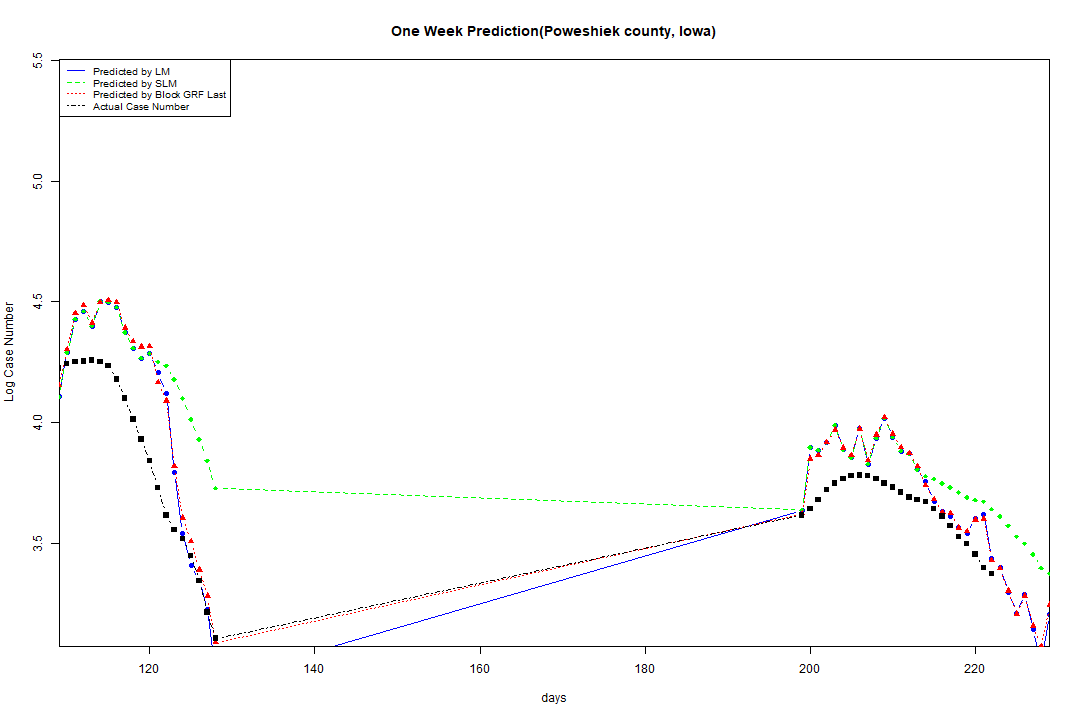 One Week Prediction(Poweshiek county, Iowa)
Predicted by LM
Predicted by SLM
Predicted by Block GRF Last
Actual Case Number
Log Case Number
5.5
5.0
4.5
4.0
3.5
120 140 160 180 200 220
days